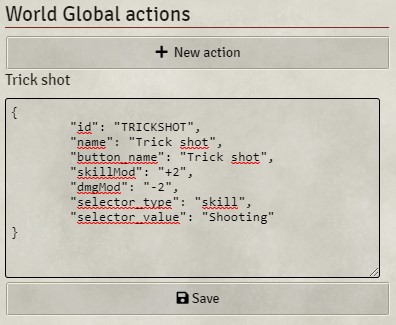 World Global actions
New action
Trick shot
{
"id": "TRICKSHOT",
"name": "Trick shot",
"button_name": "Trick shot",
"skillMod": "+2",
"dmgMod": "-2",
"selector_type": "skill",
"selector_value": "Shooting"
}
Save